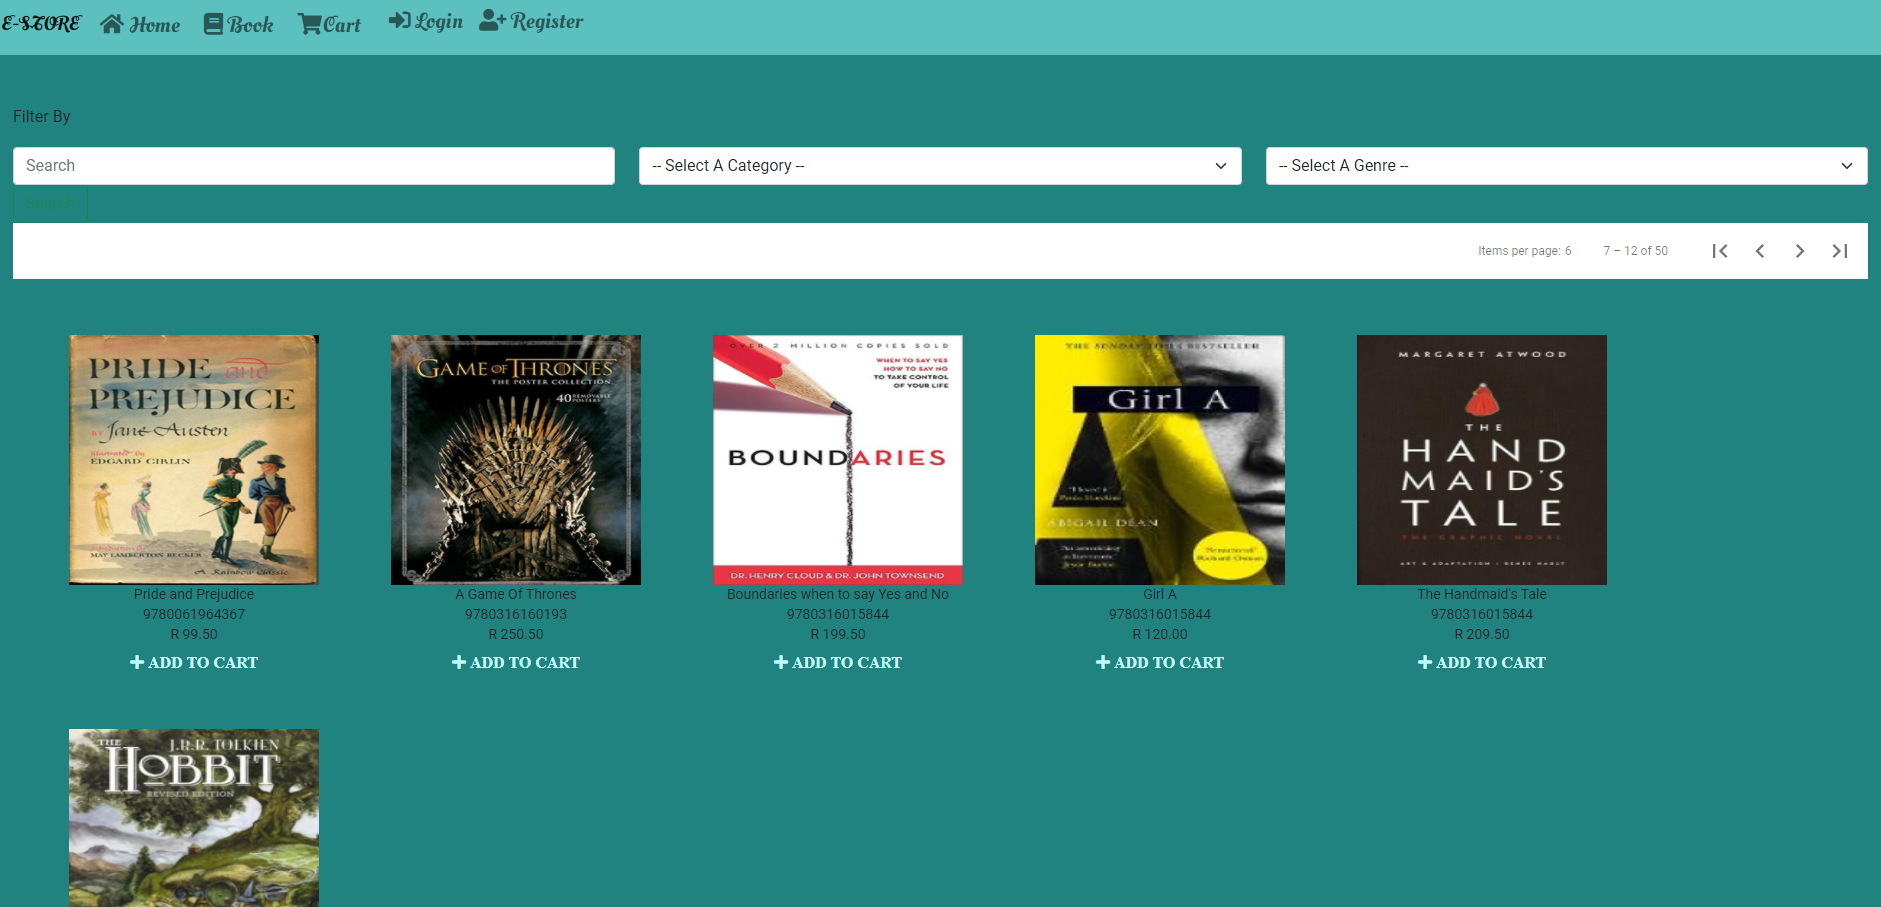 E-STORE Home Book Cart Login Register
Filter By
Search
-- Select A Category --
-- Select A Genre --
Search
Items per page: 6
7 – 12 of 50
PRIDE and
PREJUDICE
BY Jane Austen
Illustrated by
EDGARD CIRLIN
Introduction by
MAY LAMBERTON BECKER
A Rainbow Classic
GAME OF THRONES
THE POSTER COLLECTION
40 REMOVABLE
POSTERS
OVER 2 MILLION COPIES SOLD
WHEN TO SAY YES
HOW TO SAY NO
TO TAKE CONTROL
OF YOUR LIFE
BOUNDARIES
DR. HENRY CLOUD & DR. JOHN TOWNSEND
THE SUNDAY TIMES BESTSELLER
Girl A
ABIGAIL DEAN
MARGARET ATWOOD
THE
HAND
MAID'S
TALE
THE GRAPHIC NOVEL
ART & ADAPTATION RENÉE NAULT
Pride and Prejudice
9780061964367
R 99.50
ADD TO CART
A Game Of Thrones
9780316160193
R 250.50
ADD TO CART
Boundaries when to say Yes and No
9780316015844
R 199.50
ADD TO CART
Girl A
9780316015844
R 120.00
ADD TO CART
The Handmaid's Tale
9780316015844
R 209.50
ADD TO CART
J.R.R. TOLKIEN
THE
HOBBIT
REVISED EDITION